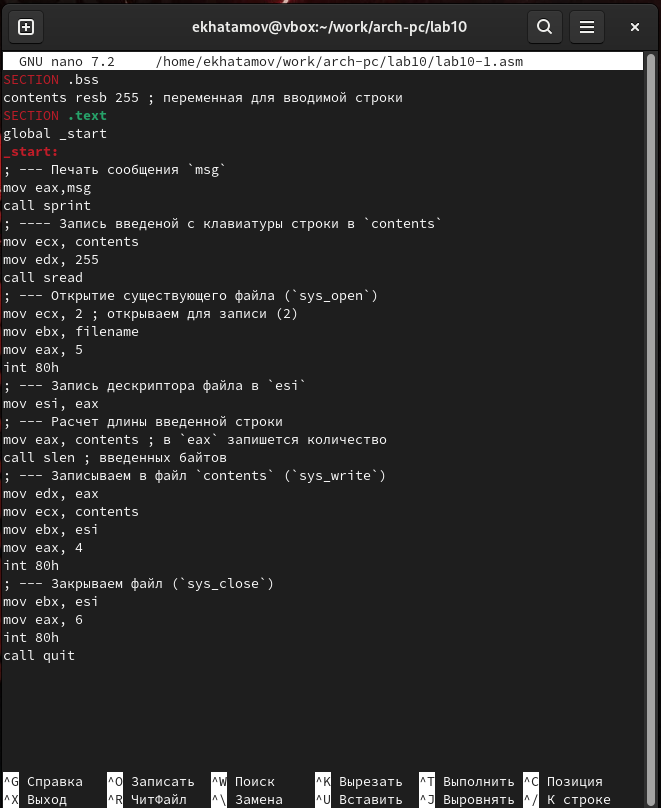 ekhatamov@vbox:~/work/arch-pc/lab10
GNU nano 7.2 /home/ekhatamov/work/arch-pc/lab10/lab10-1.asm
SECTION .bss
contents resb 255 ; переменная для вводимой строки
SECTION .text
global _start
_start:
; --- Печать сообщения `msg`
mov eax,msg
call sprint
; ---- Запись введеной с клавиатуры строки в `contents`
mov ecx, contents
mov edx, 255
call sread
; --- Открытие существующего файла (`sys_open`)
mov ecx, 2 ; открываем для записи (2)
mov ebx, filename
mov eax, 5
int 80h
; --- Запись дескриптора файла в `esi`
mov esi, eax
; --- Расчет длины введенной строки
mov eax, contents ; в `eax` запишется количество
call slen ; введенных байтов
; --- Записываем в файл `contents` (`sys_write`)
mov edx, eax
mov ecx, contents
mov ebx, esi
mov eax, 4
int 80h
; --- Закрываем файл (`sys_close`)
mov ebx, esi
mov eax, 6
int 80h
call quit
^G Справка ^O Записать ^W Поиск ^K Вырезать ^T Выполнить ^C Позиция
^X Выход ^R ЧитФайл ^\ Замена ^U Вставить ^J Выровнять ^/ К строке